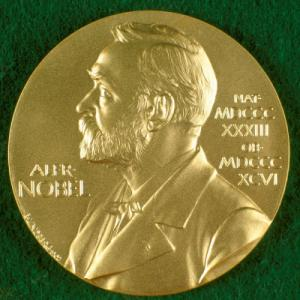 ALFR·
NOBEL
NAT·
MDCCC
XXXIII
OB·
MDCCC
XCVI